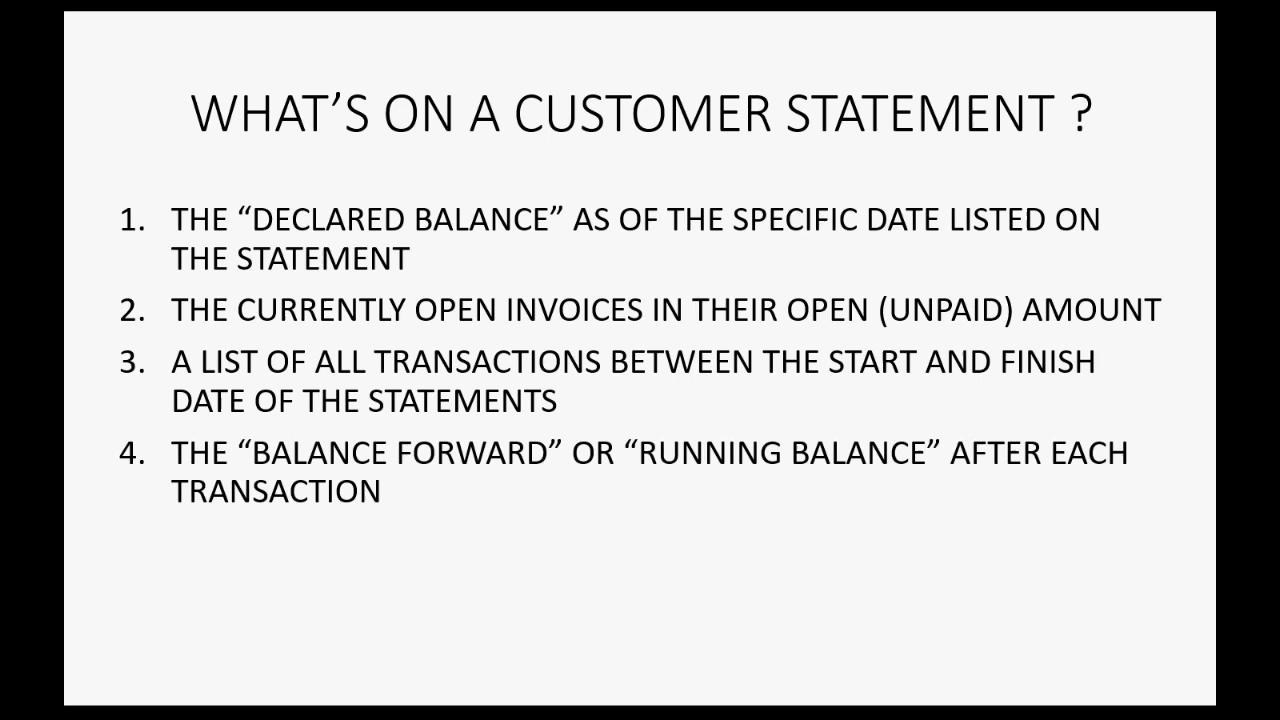 WHAT’S ON A CUSTOMER STATEMENT ?
1. THE “DECLARED BALANCE” AS OF THE SPECIFIC DATE LISTED ON
THE STATEMENT
2. THE CURRENTLY OPEN INVOICES IN THEIR OPEN (UNPAID) AMOUNT
3. A LIST OF ALL TRANSACTIONS BETWEEN THE START AND FINISH
DATE OF THE STATEMENTS
4. THE “BALANCE FORWARD” OR “RUNNING BALANCE” AFTER EACH
TRANSACTION